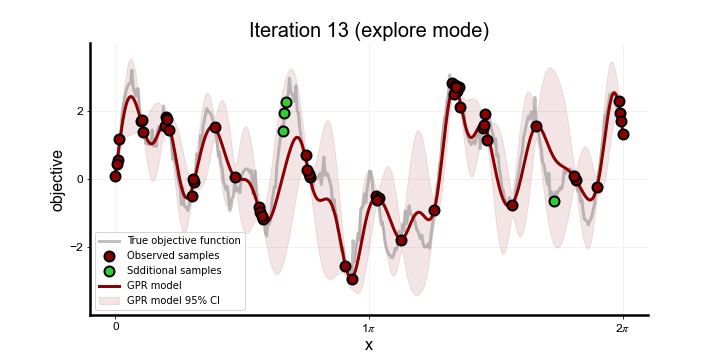 Iteration 13 (explore mode)
objective
2
0
−2
True objective function
Observed samples
Sdditional samples
GPR model
GPR model 95% CI
0
1π
2π
x